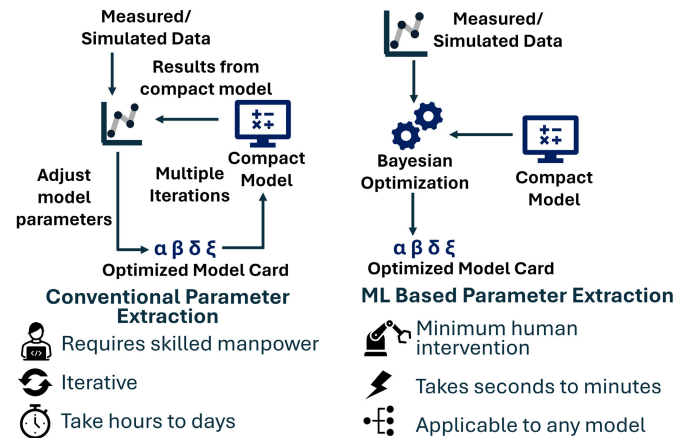 Measured/
Simulated Data
Results from
compact model
Compact
Model
Multiple
Iterations
Adjust
model
parameters
α β δ ξ
Optimized Model Card
Conventional Parameter
Extraction
</>
Requires skilled manpower
Iterative
Take hours to days
Measured/
Simulated Data
Bayesian
Optimization
Compact
Model
α β δ ξ
Optimized Model Card
ML Based Parameter Extraction
Minimum human
intervention
Takes seconds to minutes
Applicable to any model